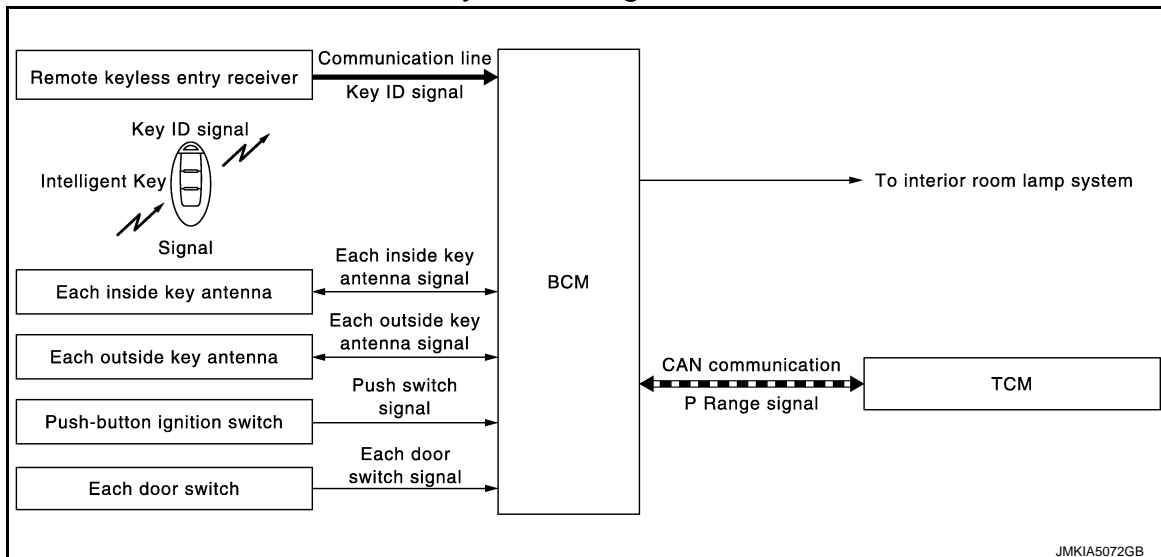 Remote keyless entry receiver
Communication line
Key ID signal
Key ID signal
Intelligent Key
Signal
Each inside key antenna
Each inside key
antenna signal
Each outside key antenna
Each outside key
antenna signal
Push-button ignition switch
Push switch
signal
Each door switch
Each door
switch signal
BCM
To interior room lamp system
CAN communication
P Range signal
TCM
JMKIA5072GB